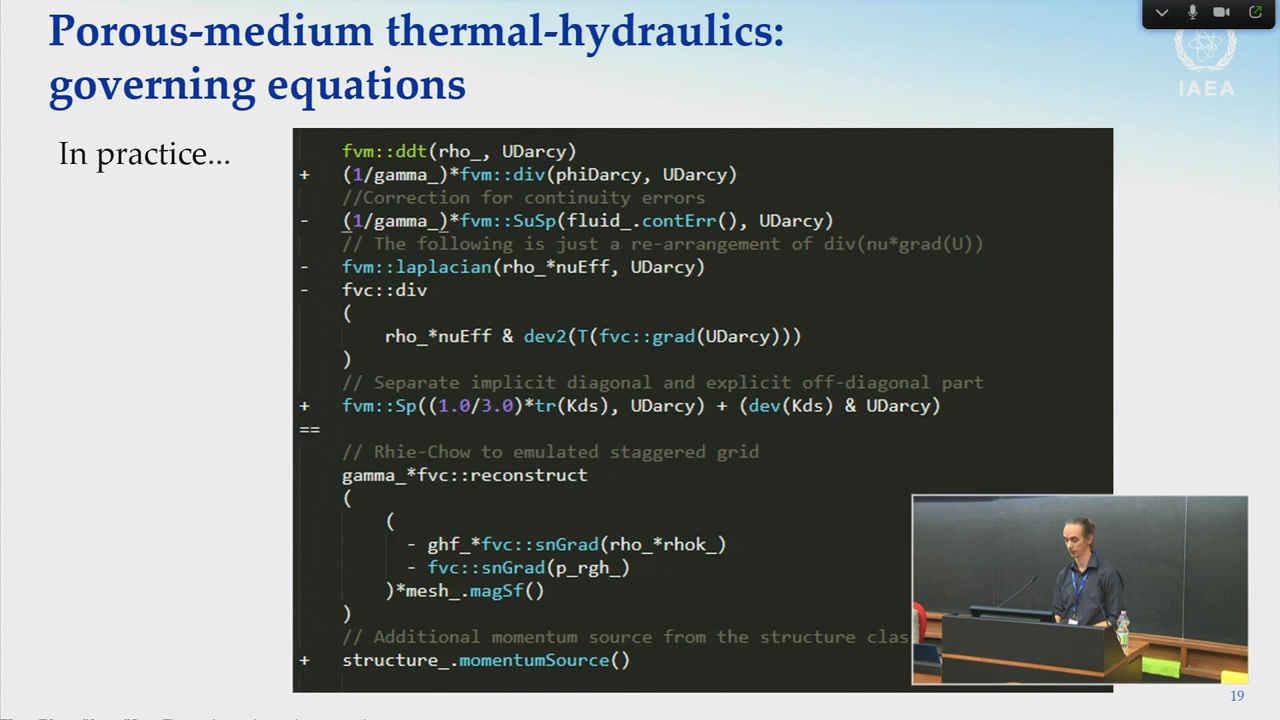 Porous-medium thermal-hydraulics:
governing equations
IAEA
In practice...
fvm::ddt(rho_, UDarcy)
+ (1/gamma_)*fvm::div(phiDarcy, UDarcy)
//Correction for continuity errors
- (1/gamma_)*fvm::SuSp(fluid_.contErr(), UDarcy)
// The following is just a re-arrangement of div(nu*grad(U))
- fvm::laplacian(rho_*nuEff, UDarcy)
- fvc::div
(
rho_*nuEff & dev2(T(fvc::grad(UDarcy)))
)
// Separate implicit diagonal and explicit off-diagonal part
+ fvm::Sp((1.0/3.0)*tr(Kds), UDarcy) + (dev(Kds) & UDarcy)
==
// Rhie-Chow to emulated staggered grid
gamma_*fvc::reconstruct
(
(
- ghf_*fvc::snGrad(rho_*rhok_)
- fvc::snGrad(p_rgh_)
)*mesh_.magSf()
)
// Additional momentum source from the structure clas
+ structure_.momentumSource()
19